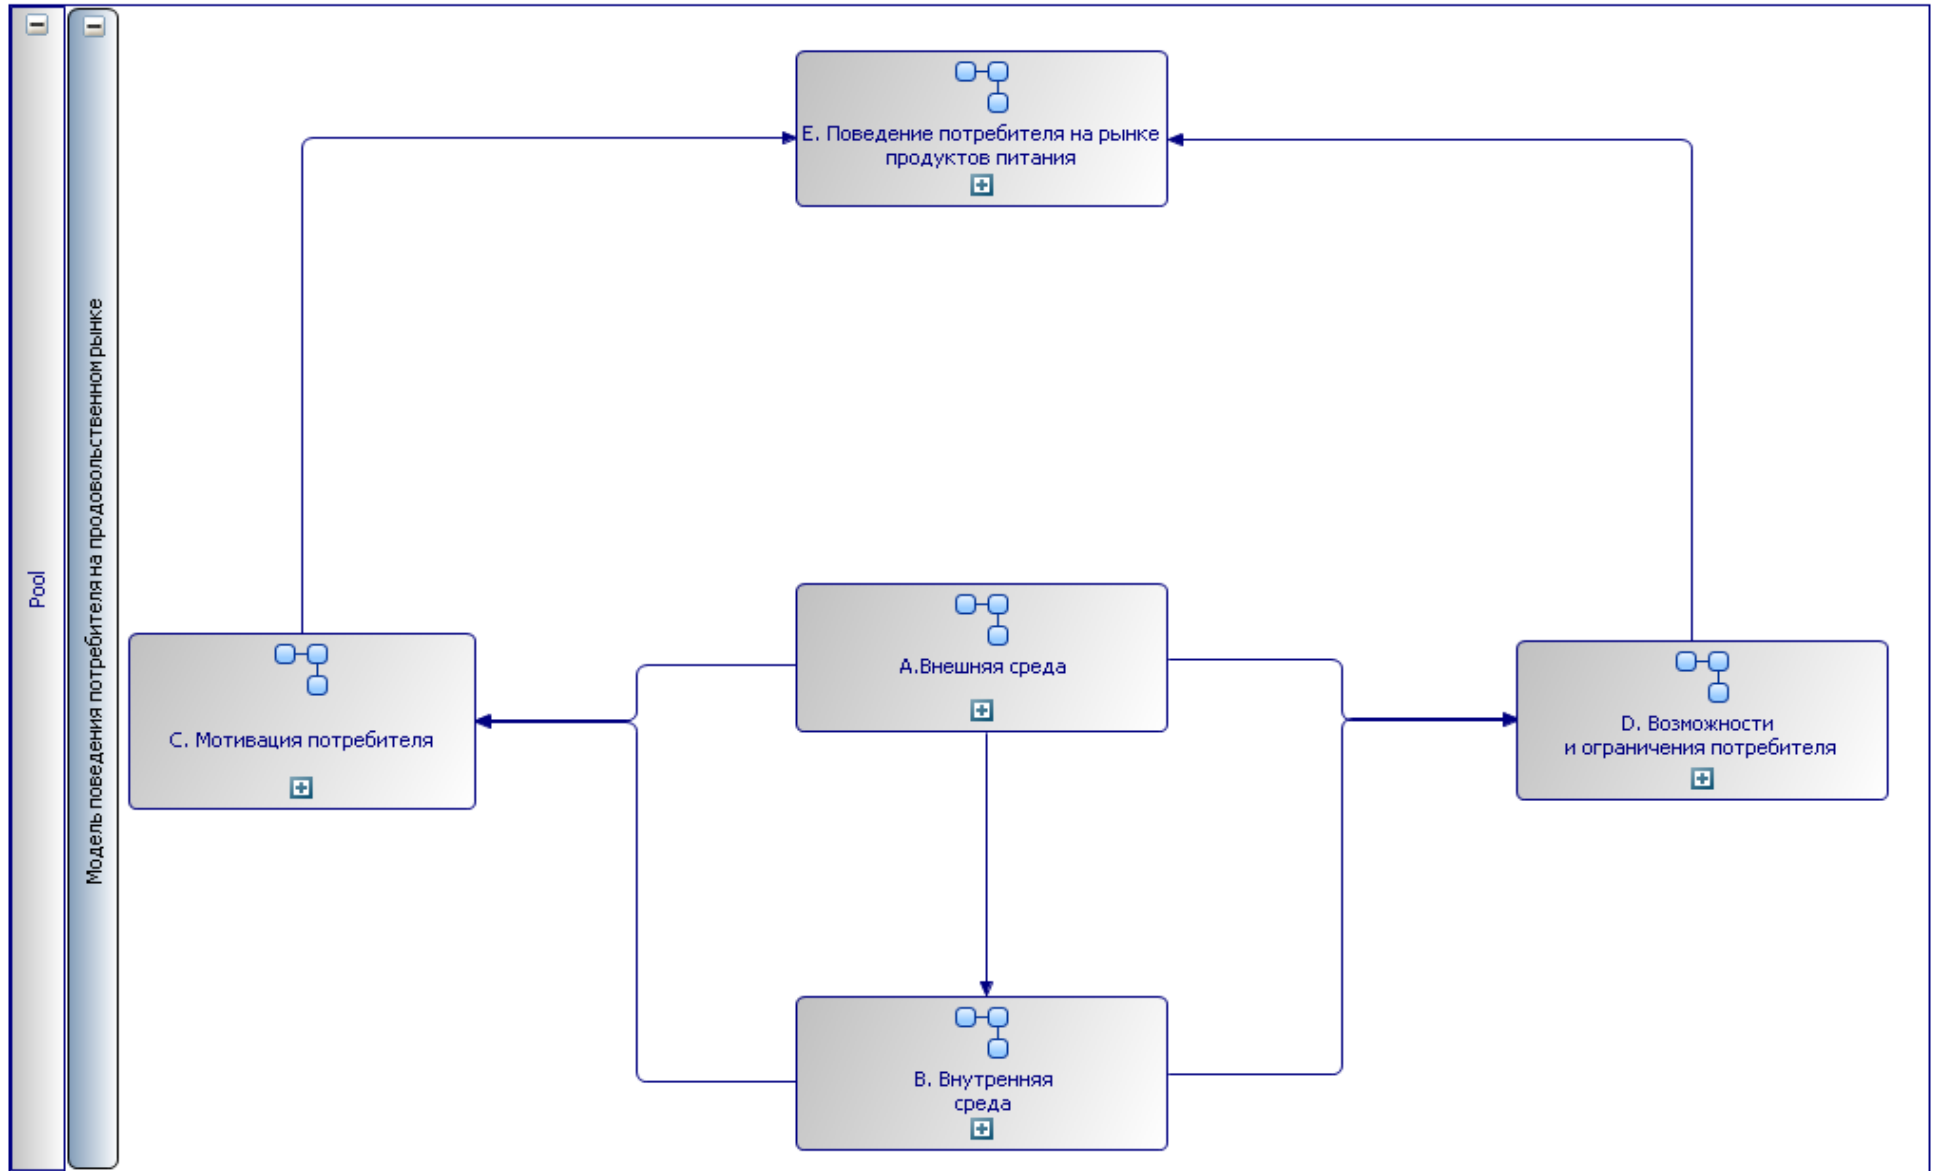 Pool
Модель поведения потребителя на продовольственном рынке
Е. Поведение потребителя на рынке
продуктов питания
А.Внешняя среда
С. Мотивация потребителя
D. Возможности
и ограничения потребителя
В. Внутренняя
среда